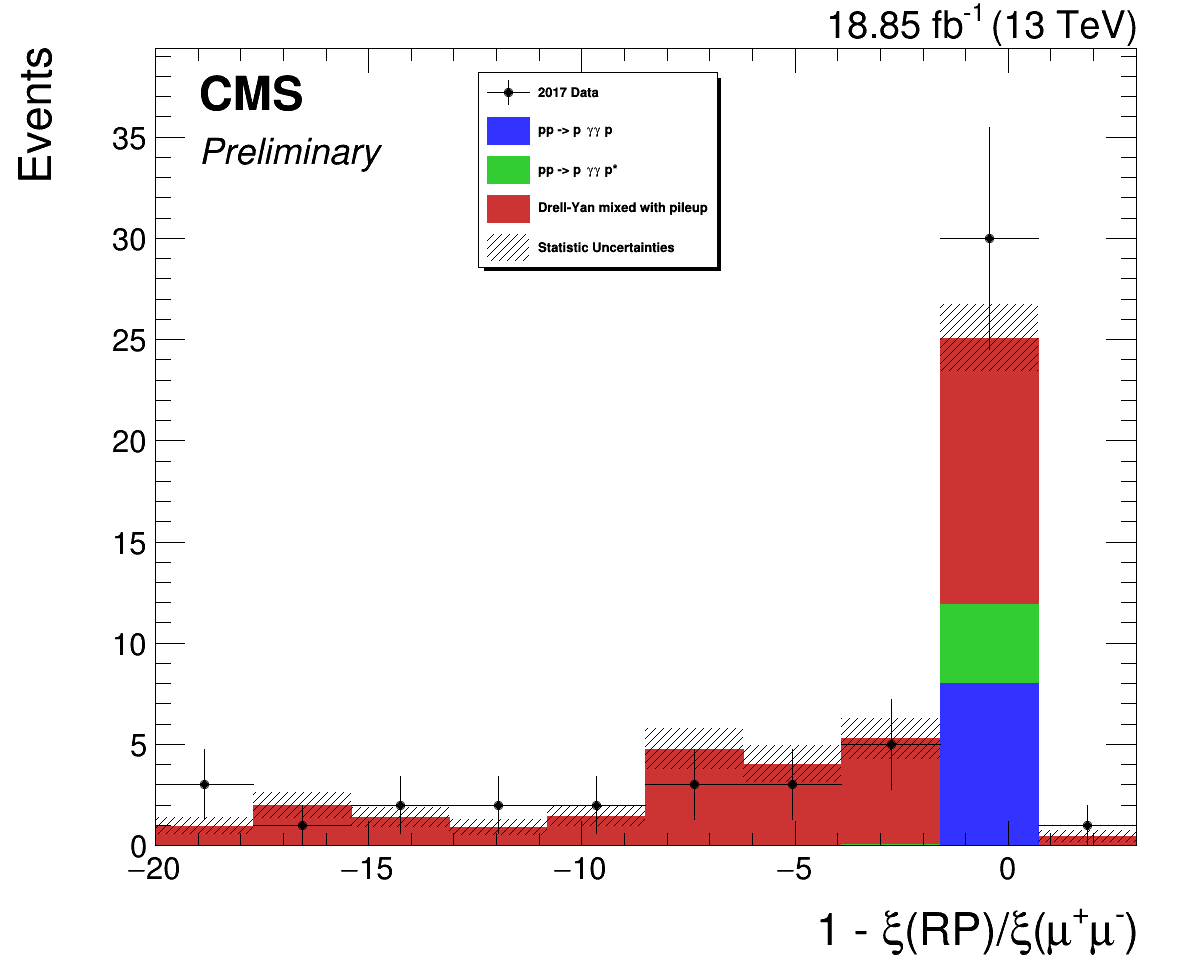 18.85 fb⁻¹ (13 TeV)
Events
CMS
Preliminary
2017 Data
pp -> p γγ p
pp -> p γγ p*
Drell-Yan mixed with pileup
Statistic Uncertainties
35
30
25
20
15
10
5
0
−20 −15 −10 −5 0
1 - ξ(RP)/ξ(μ⁺μ⁻)